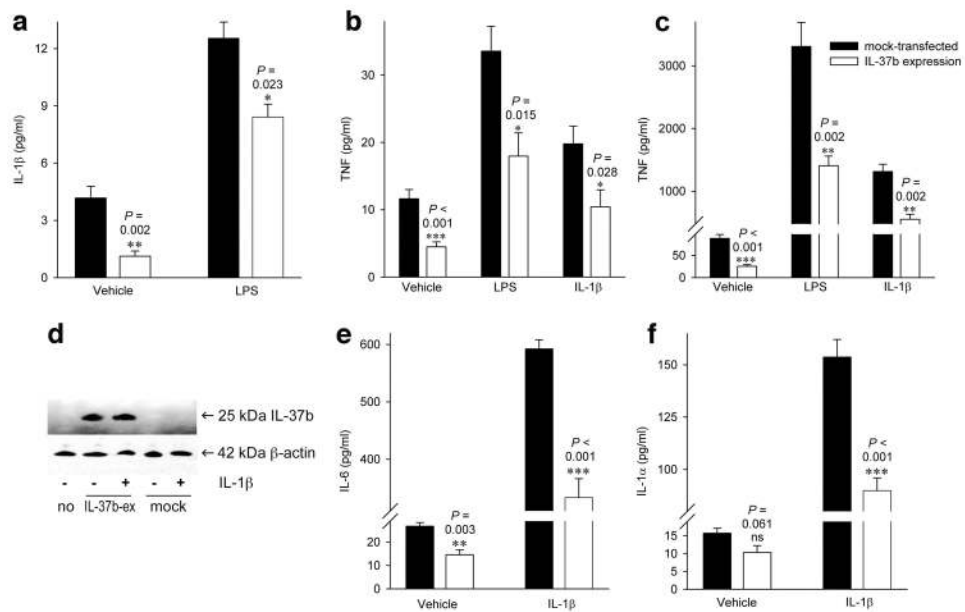 a
IL-1β (pg/ml)
12
9
6
3
0
P =
0.002
**
P =
0.023
*
Vehicle
LPS
b
TNF (pg/ml)
30
20
10
0
P <
0.001
***
P =
0.015
*
P =
0.028
*
Vehicle
LPS
IL-1β
c
mock-transfected
IL-37b expression
TNF (pg/ml)
3000
2000
1000
50
0
P <
0.001
***
P =
0.002
**
P =
0.002
**
Vehicle
LPS
IL-1β
d
← 25 kDa IL-37b
← 42 kDa β-actin
- - + - + IL-1β
no IL-37b-ex mock
e
IL-6 (pg/ml)
600
500
400
20
10
0
P =
0.003
**
P <
0.001
***
Vehicle
IL-1β
f
IL-1α (pg/ml)
150
120
90
15
10
5
0
P =
0.061
ns
P <
0.001
***
Vehicle
IL-1β